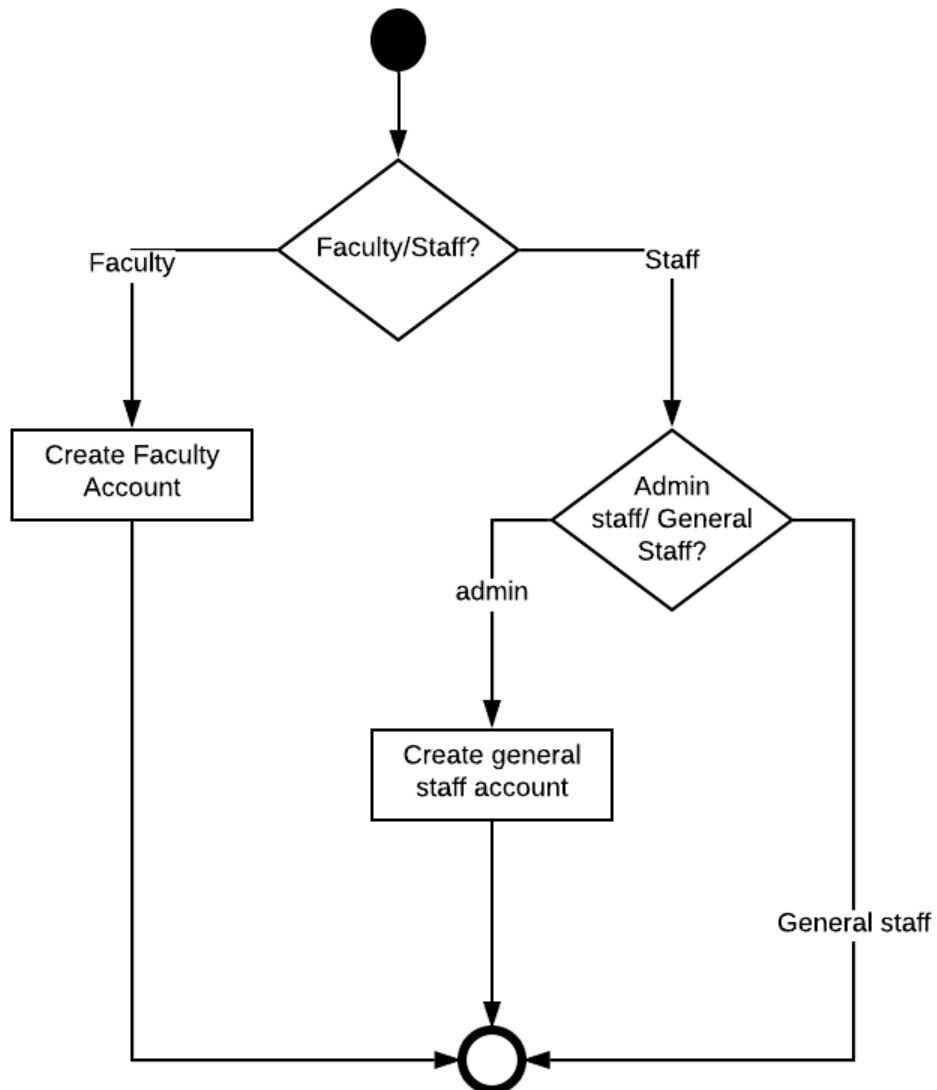 Faculty/Staff?
Faculty
Staff
Create Faculty
Account
Admin
staff/ General
Staff?
admin
Create general
staff account
General staff